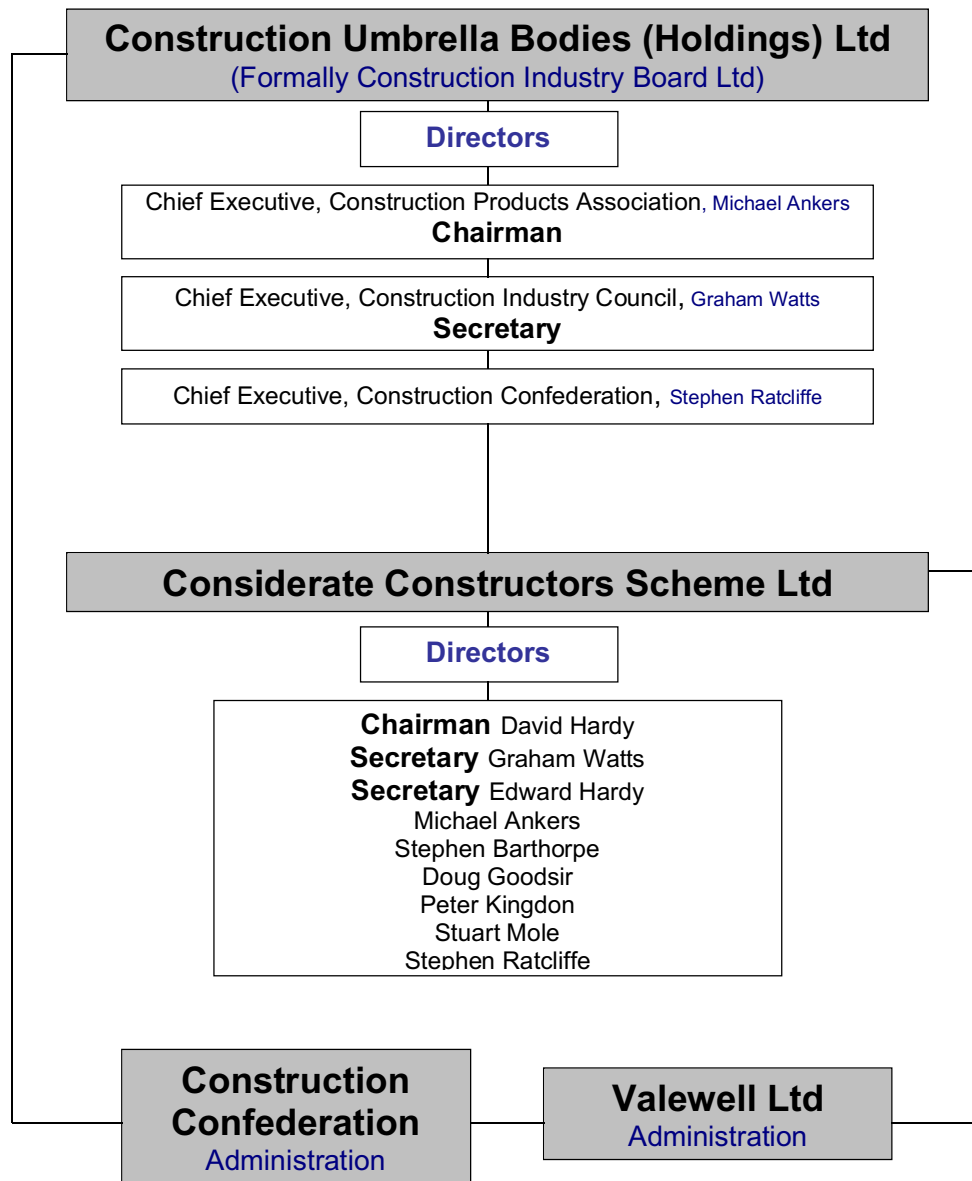 Construction Umbrella Bodies (Holdings) Ltd
(Formally Construction Industry Board Ltd)
Directors
Chief Executive, Construction Products Association, Michael Ankers
Chairman
Chief Executive, Construction Industry Council, Graham Watts
Secretary
Chief Executive, Construction Confederation, Stephen Ratcliffe
Considerate Constructors Scheme Ltd
Directors
Chairman David Hardy
Secretary Graham Watts
Secretary Edward Hardy
Michael Ankers
Stephen Barthorpe
Doug Goodsir
Peter Kingdon
Stuart Mole
Stephen Ratcliffe
Construction
Confederation
Administration
Valewell Ltd
Administration